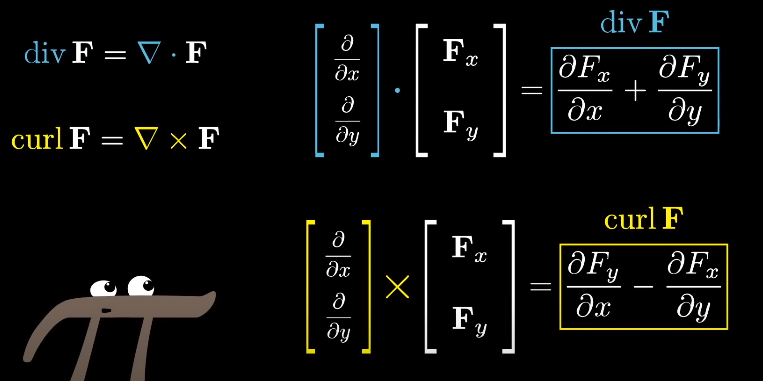 div F = ∇ · F
curl F = ∇ × F
div F
[∂/∂x ∂/∂y] · [F_x F_y] = ∂F_x/∂x + ∂F_y/∂y
curl F
[∂/∂x ∂/∂y] × [F_x F_y] = ∂F_y/∂x − ∂F_x/∂y